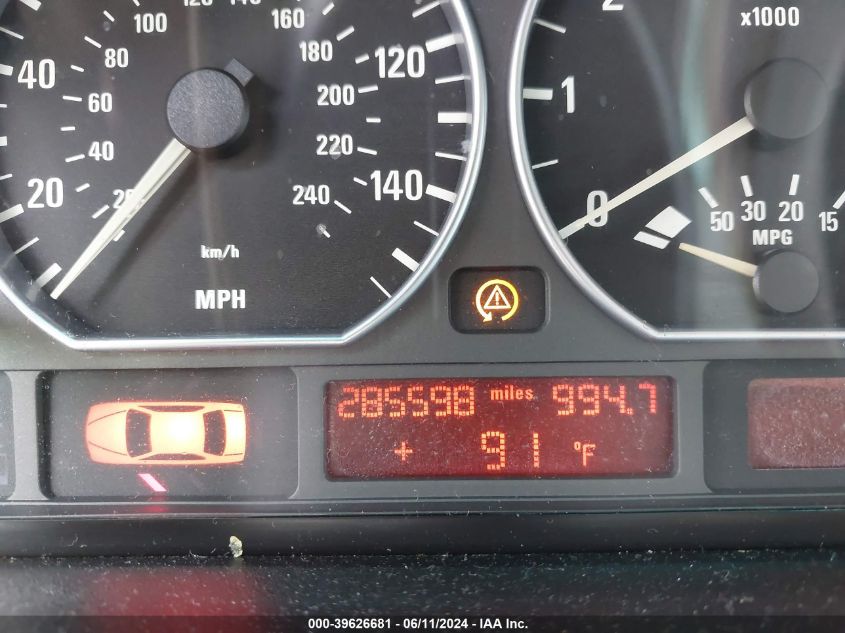 100 120 140 160
80 180
40 60 200 120
40 220
20 20 240 140
km/h
MPH
2 x1000
1
0
50 30 20 15
MPG
285598 miles 994.7
+ 91 °F
000-39626681 / 06/11/2024 - IAA Inc.